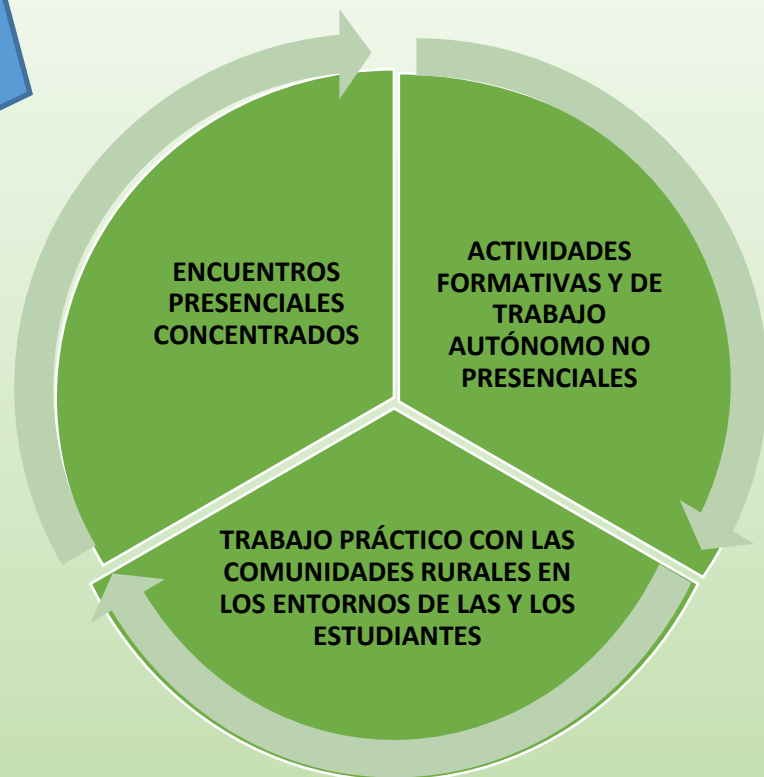 ENCUENTROS
PRESENCIALES
CONCENTRADOS
ACTIVIDADES
FORMATIVAS Y DE
TRABAJO
AUTÓNOMO NO
PRESENCIALES
TRABAJO PRÁCTICO CON LAS
COMUNIDADES RURALES EN
LOS ENTORNOS DE LAS Y LOS
ESTUDIANTES